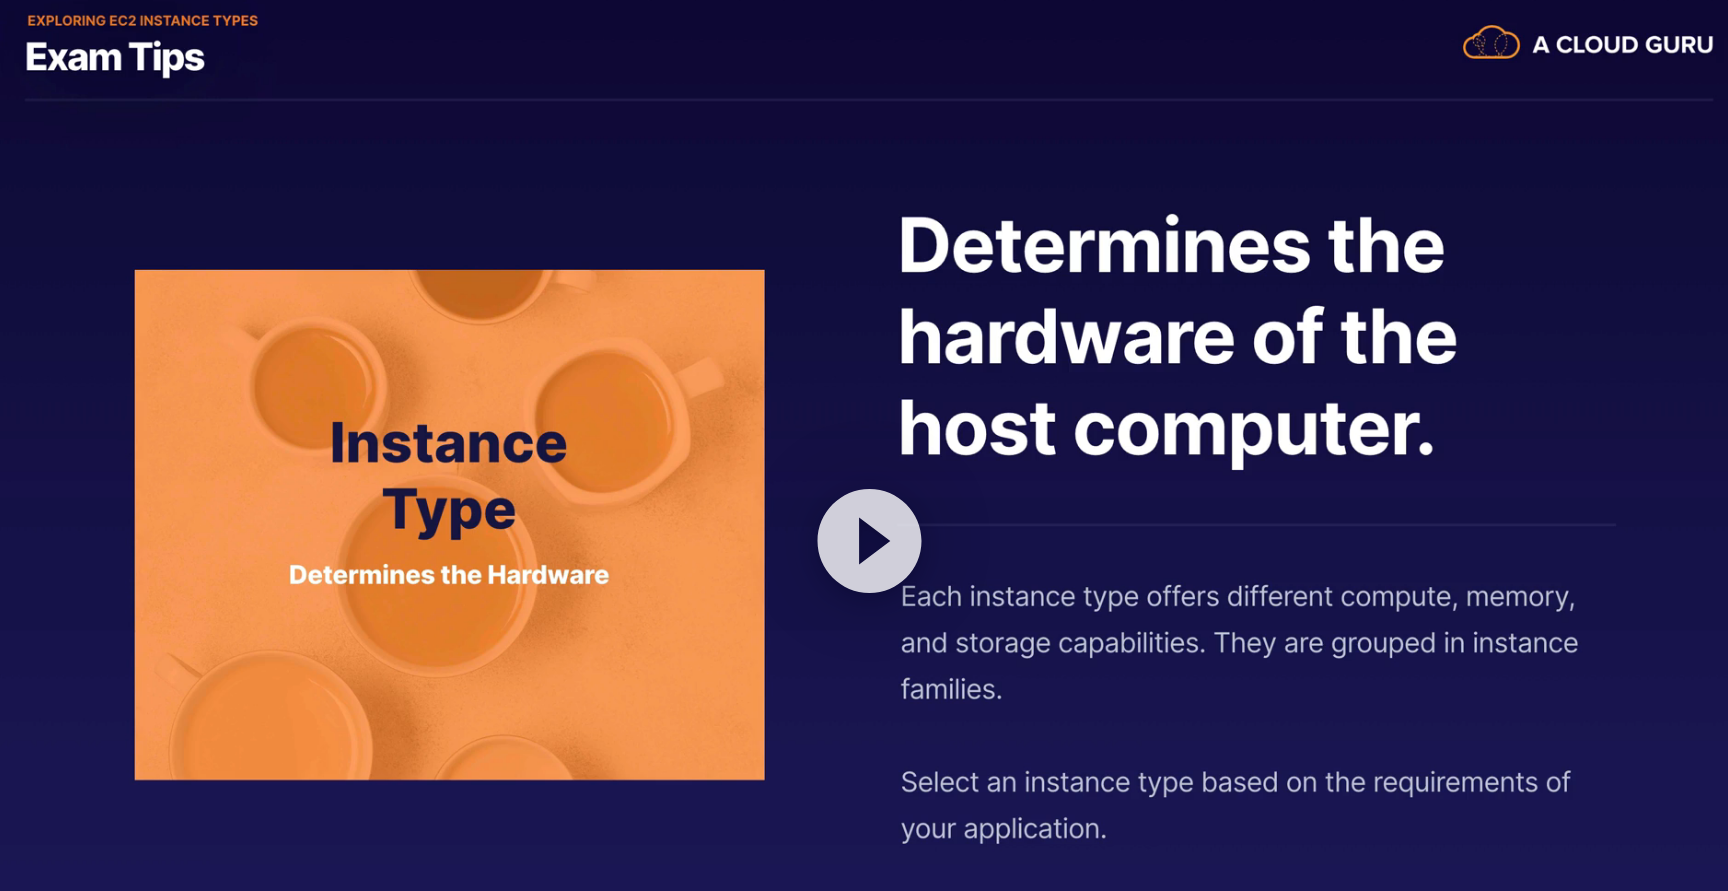 EXPLORING EC2 INSTANCE TYPES
Exam Tips
A CLOUD GURU
Instance
Type
Determines the Hardware
Determines the
hardware of the
host computer.
Each instance type offers different compute, memory,
and storage capabilities. They are grouped in instance
families.
Select an instance type based on the requirements of
your application.